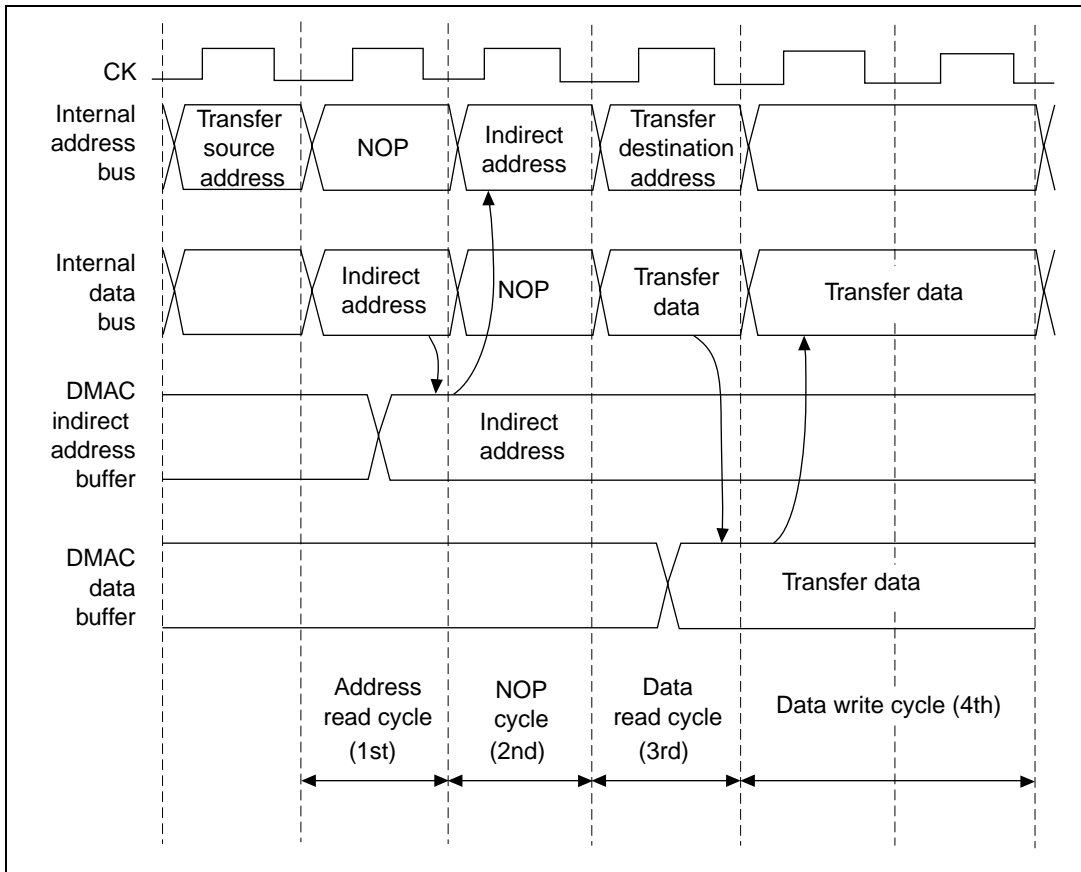 CK
Internal
address
bus
Transfer
source
address
NOP
Indirect
address
Transfer
destination
address
Internal
data
bus
Indirect
address
NOP
Transfer
data
Transfer data
DMAC
indirect
address
buffer
Indirect
address
DMAC
data
buffer
Transfer data
Address
read cycle
(1st)
NOP
cycle
(2nd)
Data
read cycle
(3rd)
Data write cycle (4th)